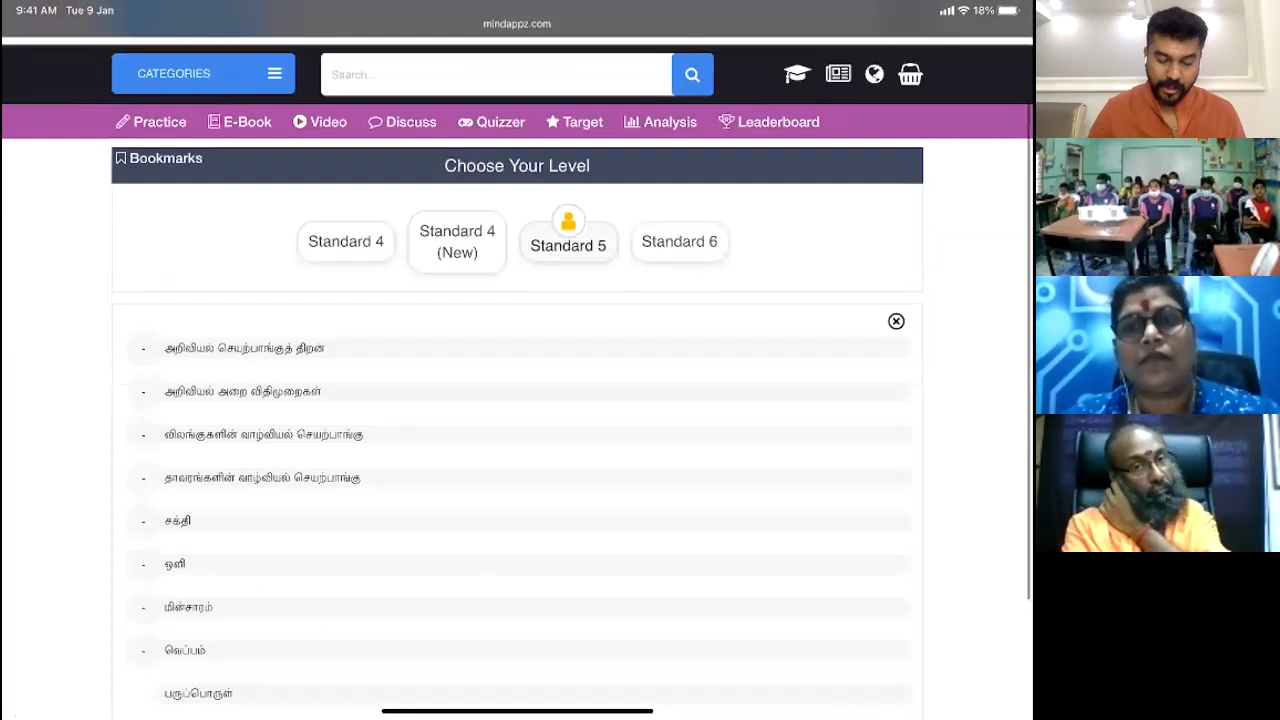 9:41 AM Tue 9 Jan
18%
mindappz.com
CATEGORIES
Search...
Practice E-Book Video Discuss Quizzer Target Analysis Leaderboard
Bookmarks
Choose Your Level
Standard 4
Standard 4
(New)
Standard 5
Standard 6
- அறிவியல் செயற்பாங்குத் திறன்
- அறிவியல் அறை விதிமுறைகள்
- விலங்குகளின் வாழ்வியல் செயற்பாங்கு
- தாவரங்களின் வாழ்வியல் செயற்பாங்கு
- சக்தி
- ஒளி
- மின்சாரம்
- வெப்பம்
பருப்பொருள்